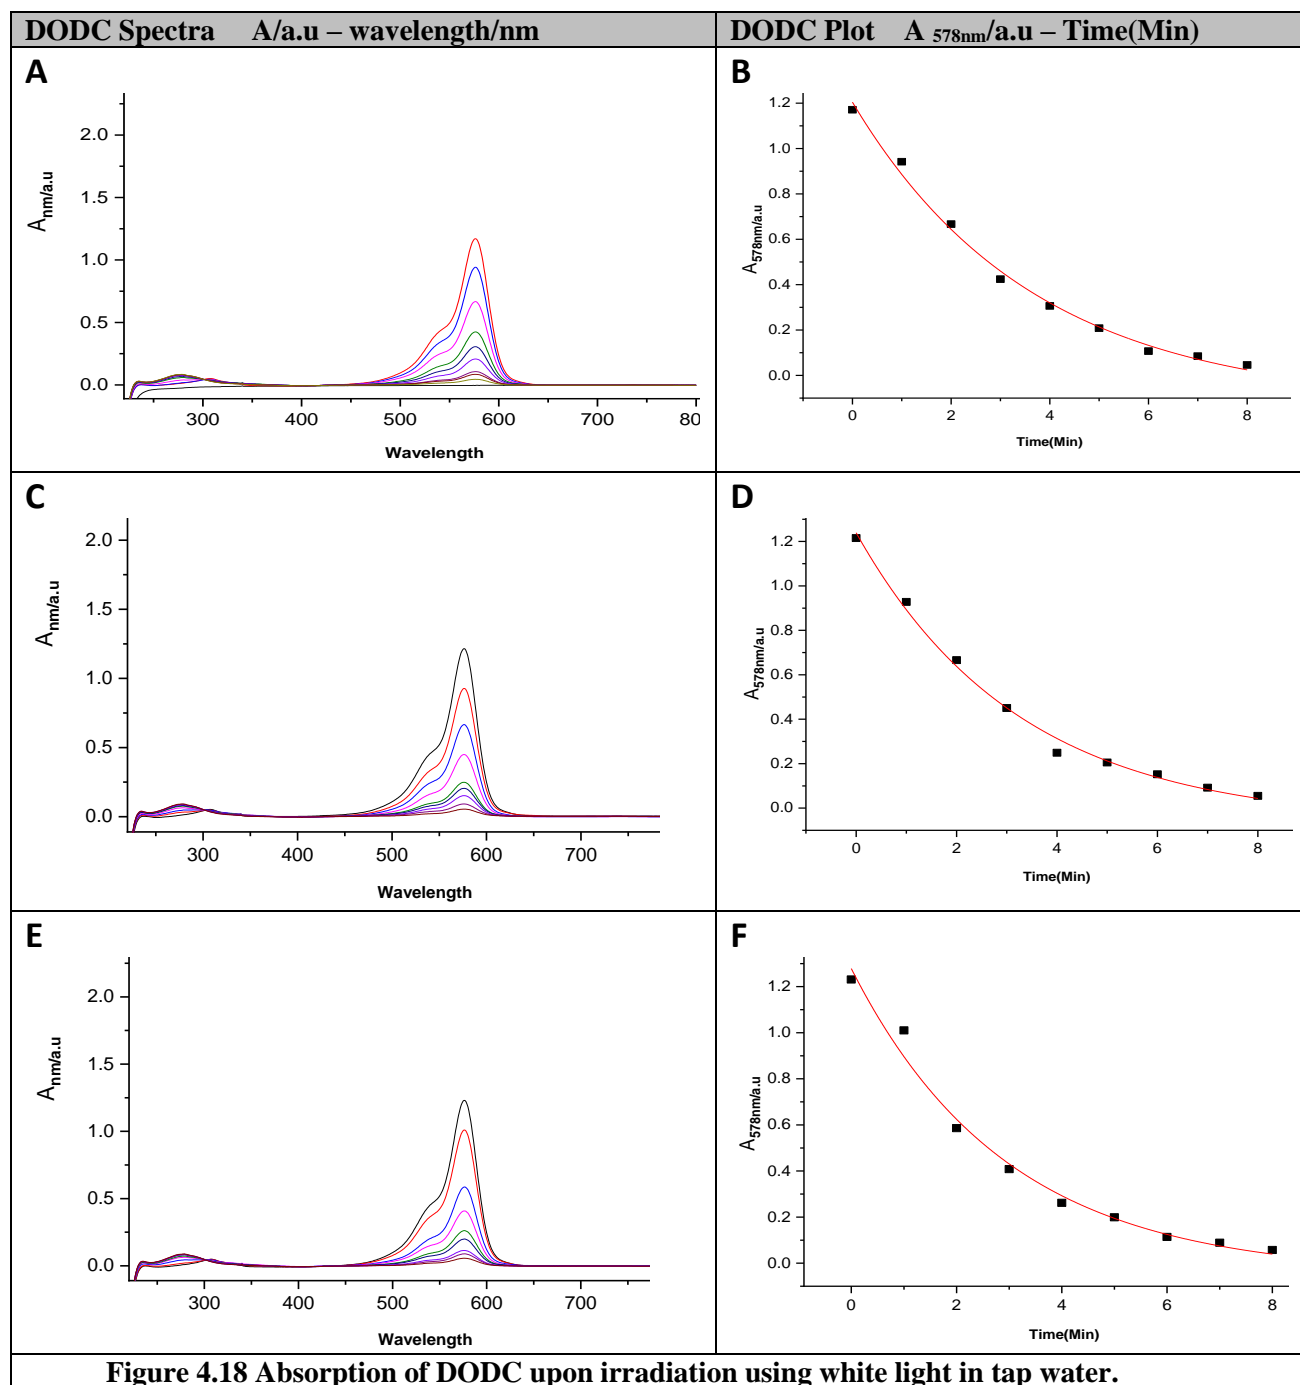 DODC Spectra A/a.u – wavelength/nm
DODC Plot A 578nm/a.u – Time(Min)
A
2.0
1.5
1.0
0.5
0.0
Anm/a.u
300 400 500 600 700 80
Wavelength
B
1.2
1.0
0.8
0.6
0.4
0.2
0.0
A578nm/a.u
0 2 4 6 8
Time(Min)
C
2.0
1.5
1.0
0.5
0.0
Anm/a.u
300 400 500 600 700
Wavelength
D
1.2
1.0
0.8
0.6
0.4
0.2
0.0
A578nm/a.u
0 2 4 6 8
Time(Min)
E
2.0
1.5
1.0
0.5
0.0
Anm/a.u
300 400 500 600 700
Wavelength
F
1.2
1.0
0.8
0.6
0.4
0.2
0.0
A578nm/a.u
0 2 4 6 8
Time(Min)
Figure 4.18 Absorption of DODC upon irradiation using white light in tap water.